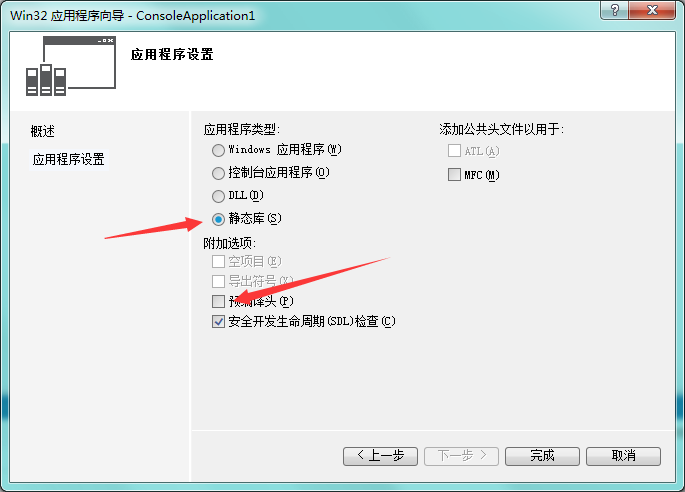 Win32 应用程序向导 - ConsoleApplication1
应用程序设置
概述
应用程序设置
应用程序类型:
Windows 应用程序(W)
控制台应用程序(O)
DLL(D)
静态库(S)
附加选项:
空项目(E)
导出符号(X)
预编译头(P)
安全开发生命周期(SDL)检查(C)
添加公共头文件以用于:
ATL(A)
MFC(M)
< 上一步
下一步 >
完成
取消